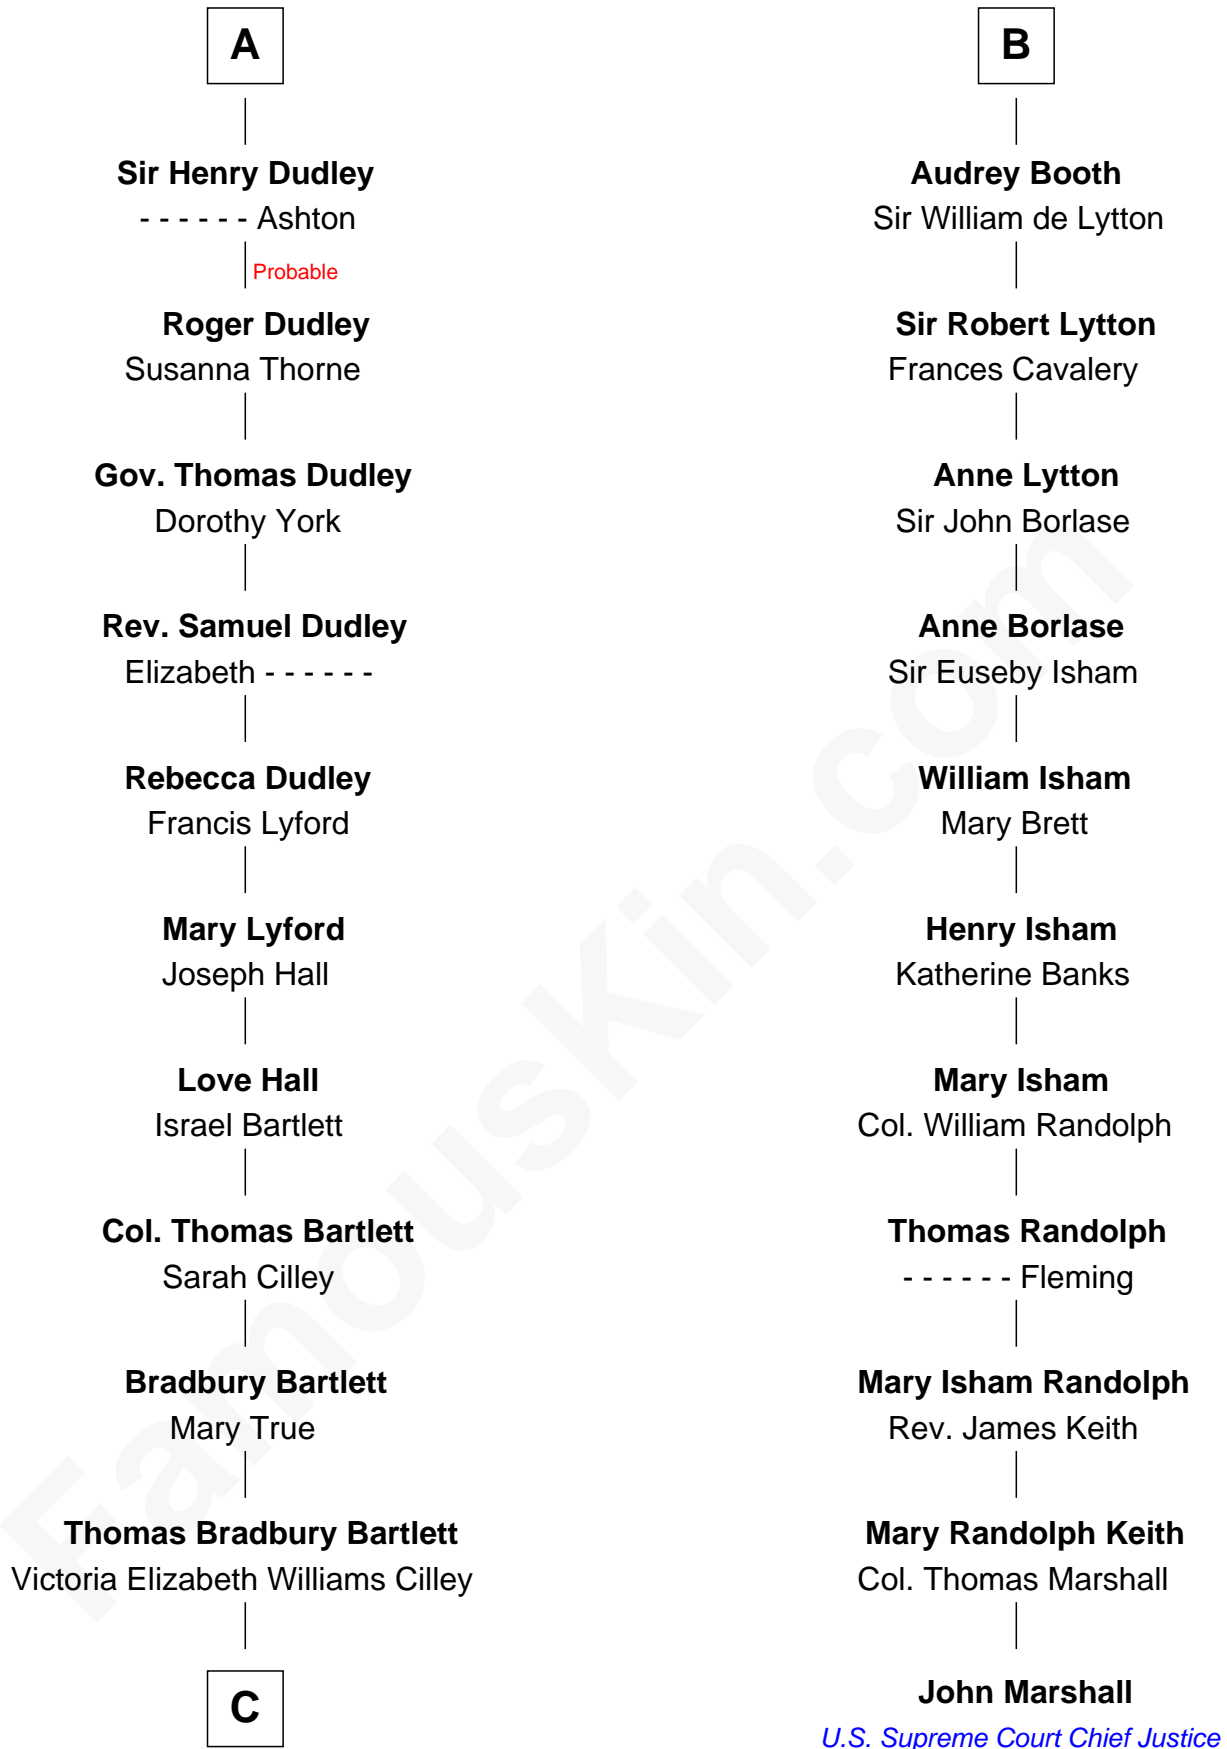 A
Sir Henry Dudley
- - - - - - Ashton
Probable
Roger Dudley
Susanna Thorne
Gov. Thomas Dudley
Dorothy York
Rev. Samuel Dudley
Elizabeth - - - - - -
Rebecca Dudley
Francis Lyford
Mary Lyford
Joseph Hall
Love Hall
Israel Bartlett
Col. Thomas Bartlett
Sarah Cilley
Bradbury Bartlett
Mary True
Thomas Bradbury Bartlett
Victoria Elizabeth Williams Cilley
C
B
Audrey Booth
Sir William de Lytton
Sir Robert Lytton
Frances Cavalery
Anne Lytton
Sir John Borlase
Anne Borlase
Sir Euseby Isham
William Isham
Mary Brett
Henry Isham
Katherine Banks
Mary Isham
Col. William Randolph
Thomas Randolph
- - - - - - Fleming
Mary Isham Randolph
Rev. James Keith
Mary Randolph Keith
Col. Thomas Marshall
John Marshall
U.S. Supreme Court Chief Justice
FamousKin.com